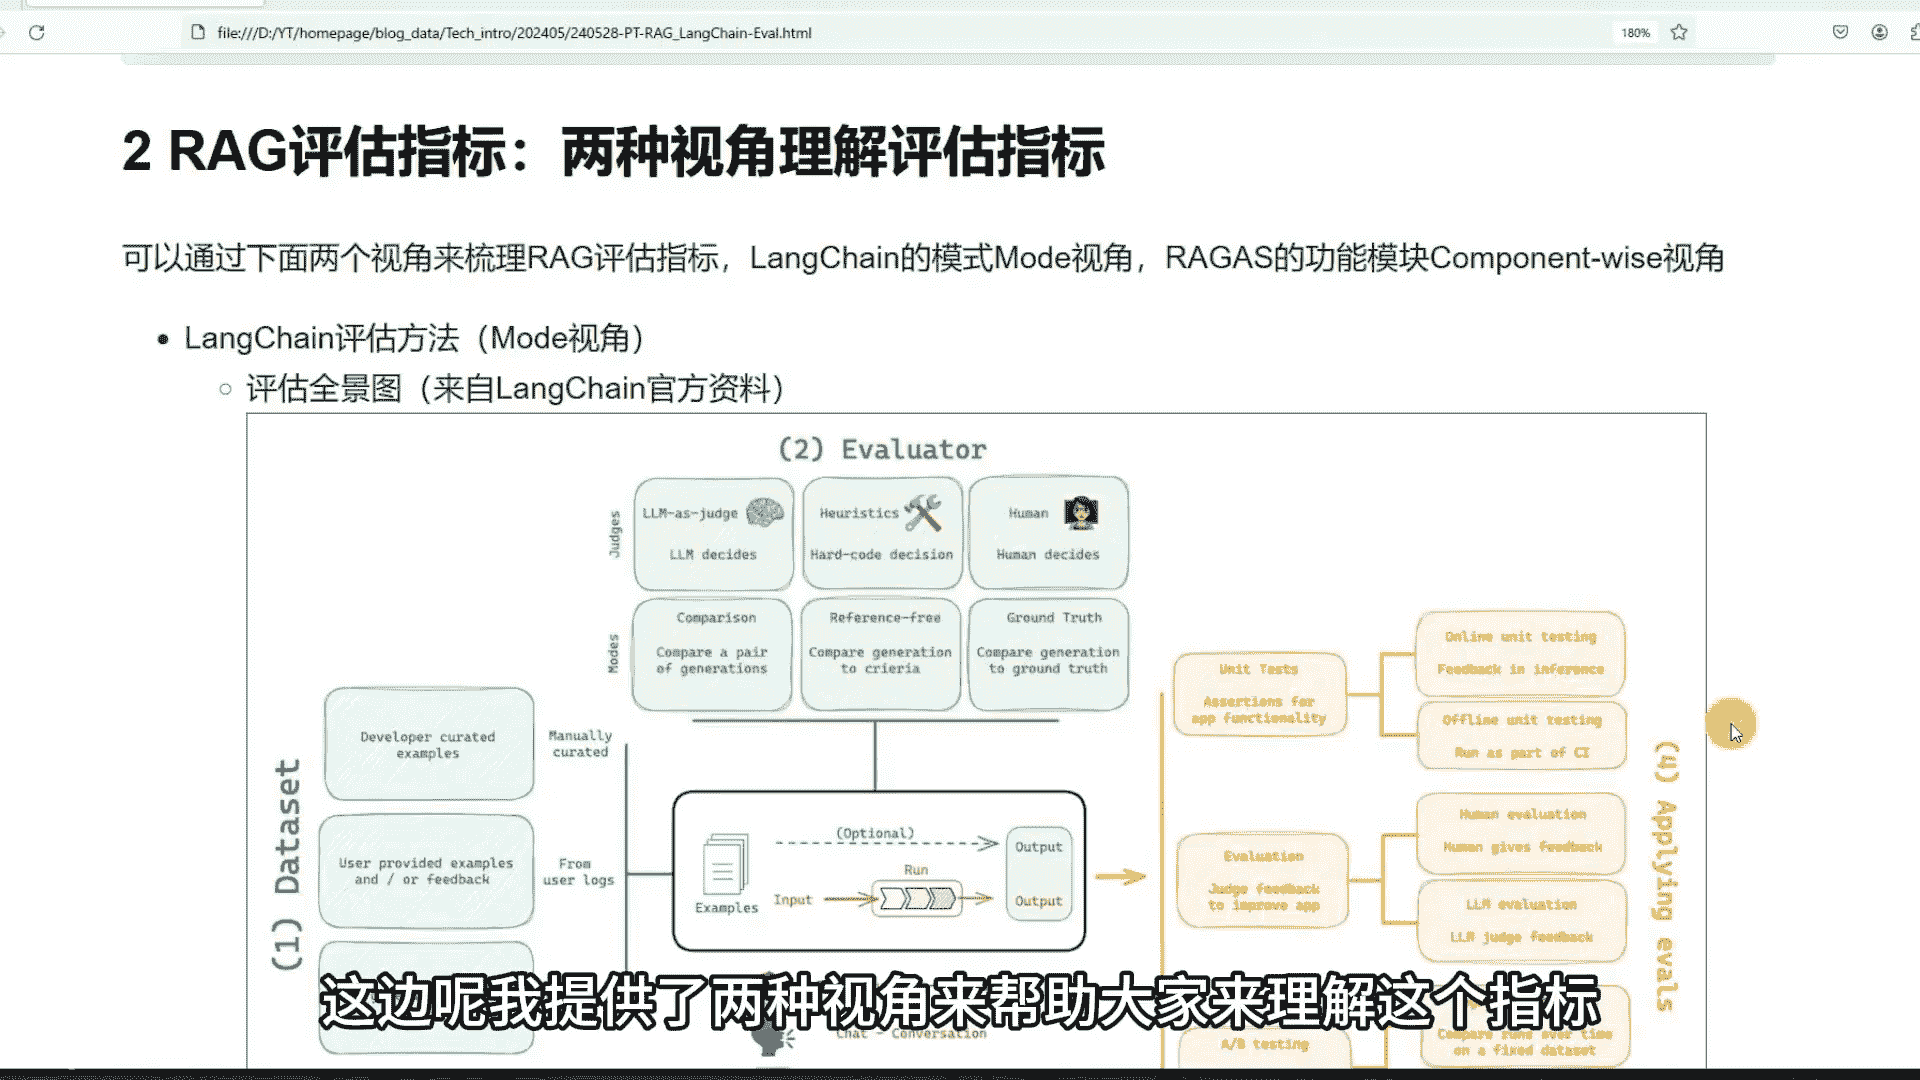 file:///D:/YT/homepage/blog_data/Tech_intro/202405/240528-PT-RAG_LangChain-Eval.html
180%
2 RAG评估指标：两种视角理解评估指标
可以通过下面两个视角来梳理RAG评估指标，LangChain的模式Mode视角，RAGAS的功能模块Component-wise视角
LangChain评估方法（Mode视角）
评估全景图（来自LangChain官方资料）
(2) Evaluator
Judges
LLM-as-judge
LLM decides
Heuristics
Hard-code decision
Human
Human decides
Modes
Comparison
Compare a pair
of generations
Reference-free
Compare generation
to crieria
Ground Truth
Compare generation
to ground truth
(1) Dataset
Developer curated
examples
Manually
curated
User provided examples
and / or feedback
From
user logs
Examples
(Optional)
Input
Run
Output
Output
Chat - Conversation
Unit Tests
Assertions for
app functionality
Online unit testing
Feedback in inference
Offline unit testing
Run as part of CI
Evaluation
Judge feedback
to improve app
Human evaluation
Human gives feedback
LLM evaluation
LLM judge feedback
A/B testing
Compare runs over time
on a fixed dataset
(4) Applying evals
这边呢我提供了两种视角来帮助大家来理解这个指标